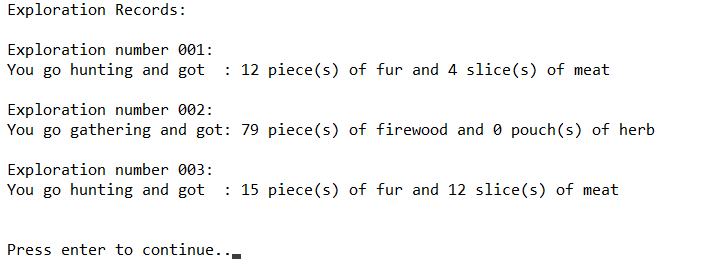 Exploration Records:
Exploration number 001:
You go hunting and got  : 12 piece(s) of fur and 4 slice(s) of meat
Exploration number 002:
You go gathering and got: 79 piece(s) of firewood and 0 pouch(s) of herb
Exploration number 003:
You go hunting and got  : 15 piece(s) of fur and 12 slice(s) of meat
Press enter to continue..